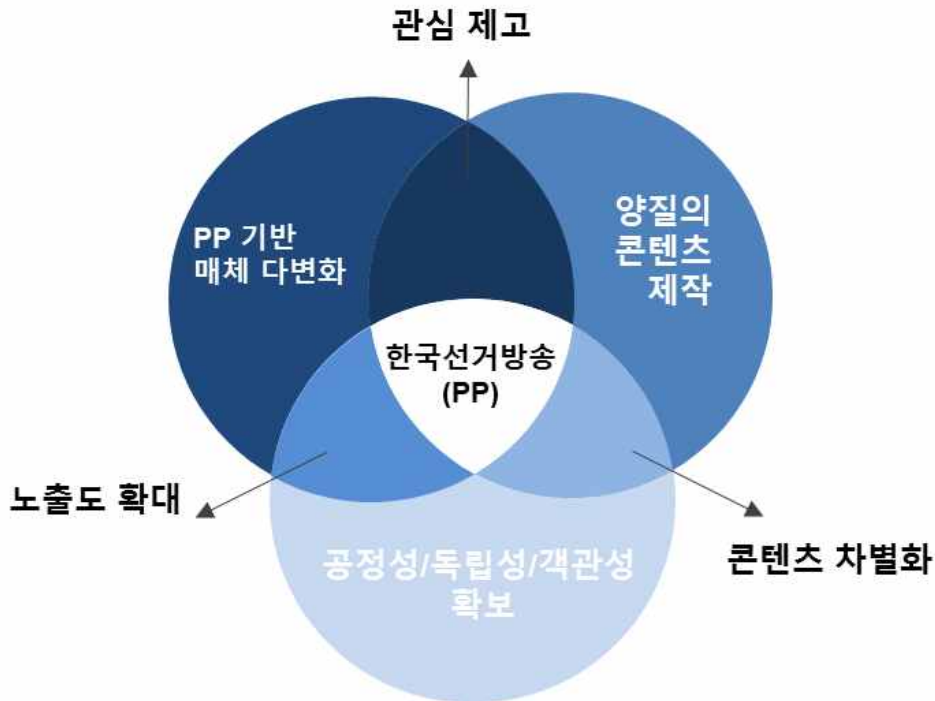 관심 제고
PP 기반
매체 다변화
양질의
콘텐츠
제작
한국선거방송
(PP)
노출도 확대
콘텐츠 차별화
공정성/독립성/객관성
확보